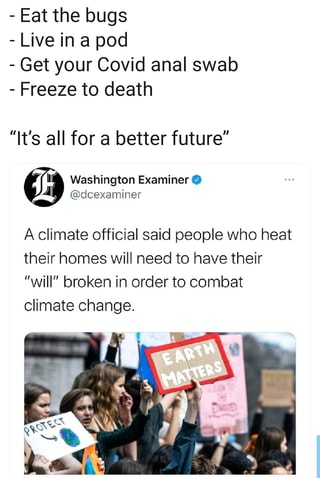 - Eat the bugs
- Live in a pod
- Get your Covid anal swab
- Freeze to death
“It’s all for a better future”
Washington Examiner
@dcexaminer
A climate official said people who heat
their homes will need to have their
"will" broken in order to combat
climate change.
EARTH
MATTERS
PROTECT